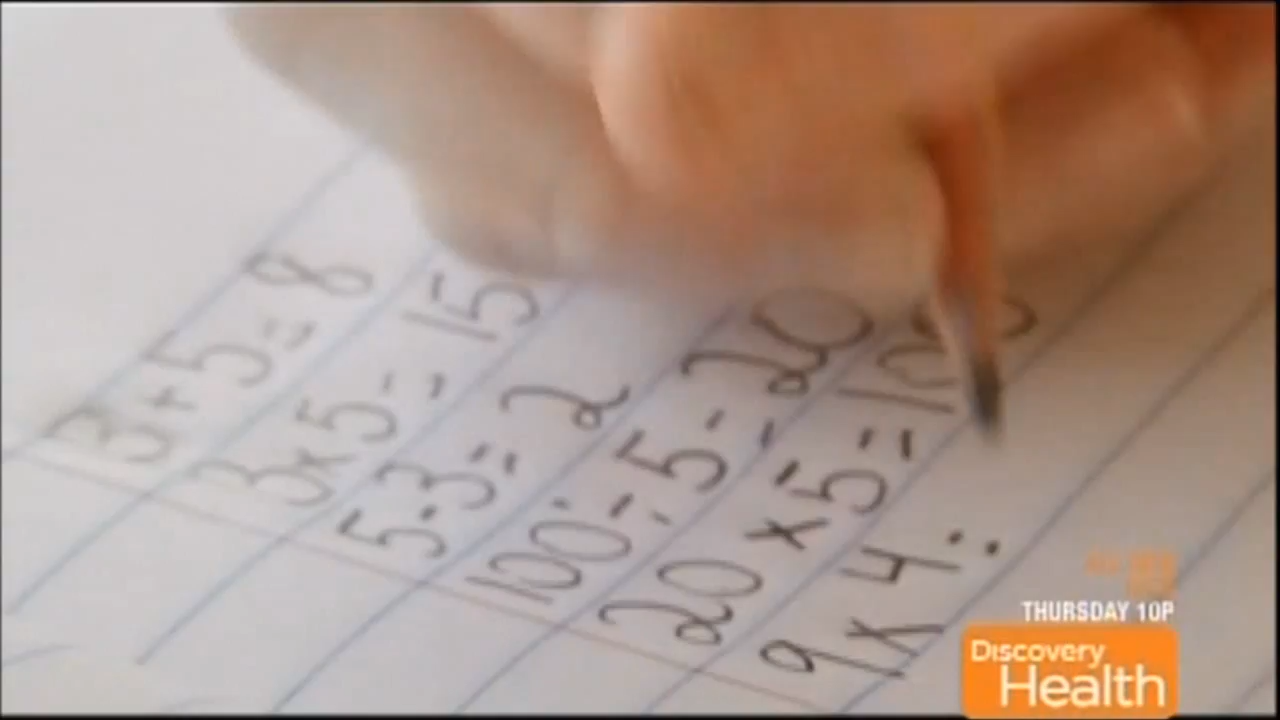 3+5=8
3x5=15
5-3=2
100÷5=20
20x5=100
9x4:
THURSDAY 10P
Discovery
Health